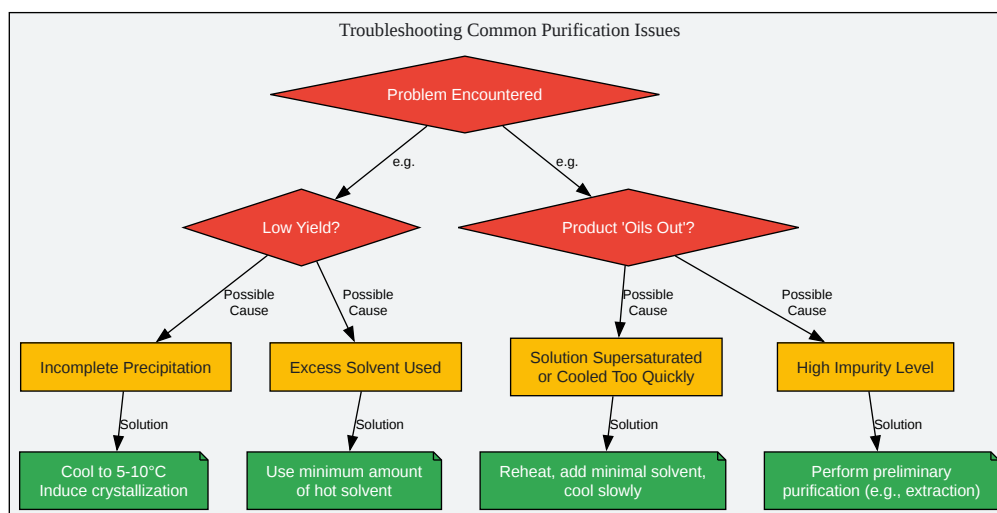 Troubleshooting Common Purification Issues
Problem Encountered
e.g.
e.g.
Low Yield?
Product 'Oils Out'?
Possible
Cause
Possible
Cause
Possible
Cause
Possible
Cause
Incomplete Precipitation
Excess Solvent Used
Solution Supersaturated
or Cooled Too Quickly
High Impurity Level
Solution
Solution
Solution
Solution
Cool to 5-10°C
Induce crystallization
Use minimum amount
of hot solvent
Reheat, add minimal solvent,
cool slowly
Perform preliminary
purification (e.g., extraction)